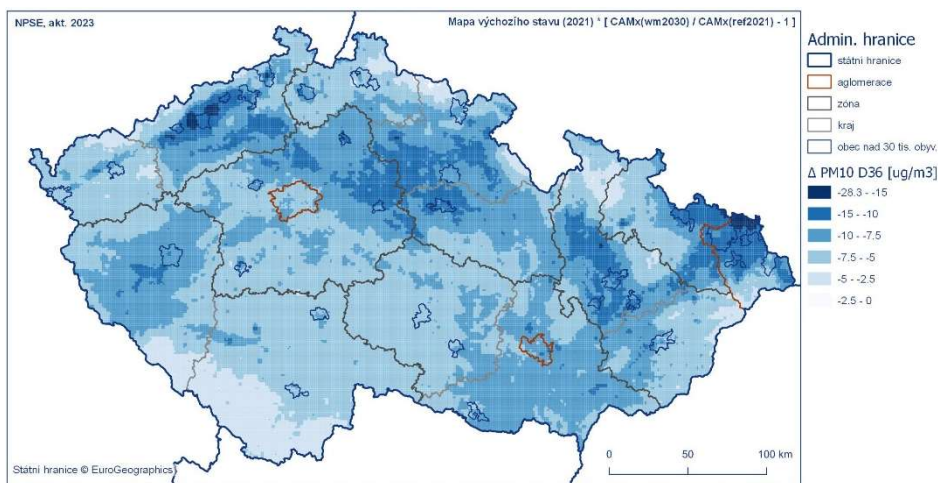 NPSE, akt. 2023
Mapa výchozího stavu (2021) * [ CAMx(wm2030) / CAMx(ref2021) - 1 ]
Admin. hranice
státní hranice
aglomerace
zóna
kraj
obec nad 30 tis. obyv.
Δ PM10 D36 [ug/m3]
-28.3 - -15
-15 - -10
-10 - -7.5
-7.5 - -5
-5 - -2.5
-2.5 - 0
Státní hranice © EuroGeographics
0 50 100 km